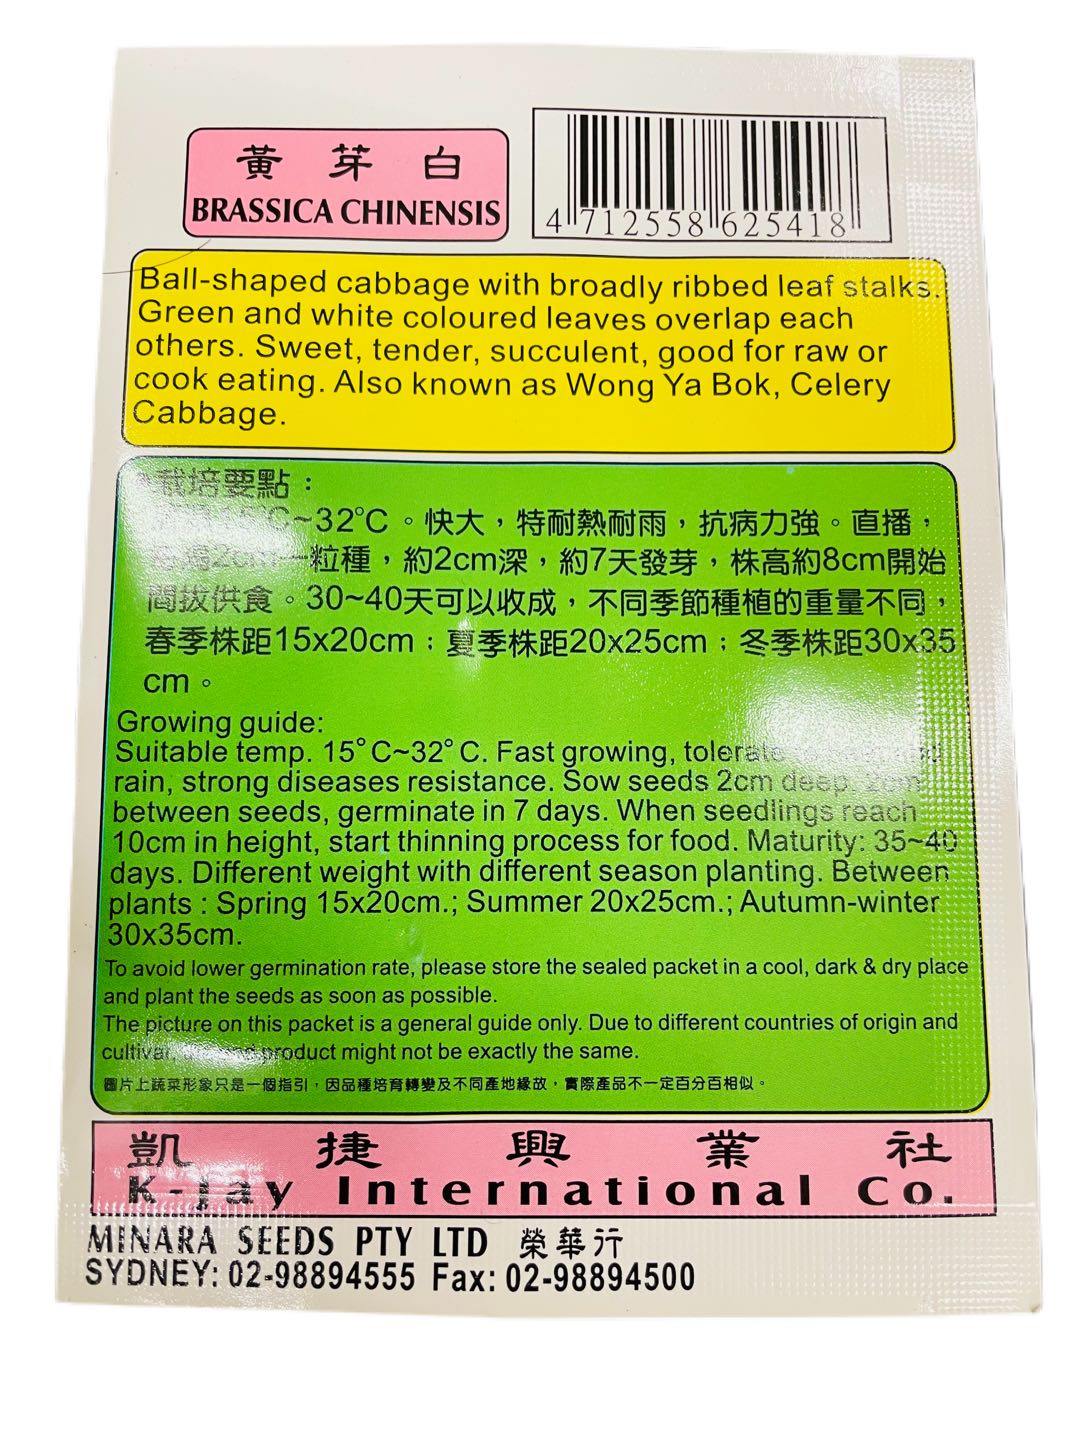 黃芽白
BRASSICA CHINENSIS
4 712558 625418
Ball-shaped cabbage with broadly ribbed leaf stalks.
Green and white coloured leaves overlap each
others. Sweet, tender, succulent, good for raw or
cook eating. Also known as Wong Ya Bok, Celery
Cabbage.
栽培要點：
~32°C。快大，特耐熱耐雨，抗病力強。直播，
2cm一粒種，約2cm深，約7天發芽，株高約8cm開始
間拔供食。30~40天可以收成，不同季節種植的重量不同，
春季株距15x20cm；夏季株距20x25cm；冬季株距30x35
cm。
Growing guide:
Suitable temp. 15°C~32°C. Fast growing, tolerate
rain, strong diseases resistance. Sow seeds 2cm deep, 2cm
between seeds, germinate in 7 days. When seedlings reach
10cm in height, start thinning process for food. Maturity: 35~40
days. Different weight with different season planting. Between
plants : Spring 15x20cm.; Summer 20x25cm.; Autumn-winter
30x35cm.
To avoid lower germination rate, please store the sealed packet in a cool, dark & dry place
and plant the seeds as soon as possible.
The picture on this packet is a general guide only. Due to different countries of origin and
cultivar, product might not be exactly the same.
圖片上蔬菜形象只是一個指引，因品種培育轉變及不同產地緣故，實際產品不一定百分百相似。
凱捷興業社
K-Jay International Co.
MINARA SEEDS PTY LTD 榮華行
SYDNEY: 02-98894555 Fax: 02-98894500